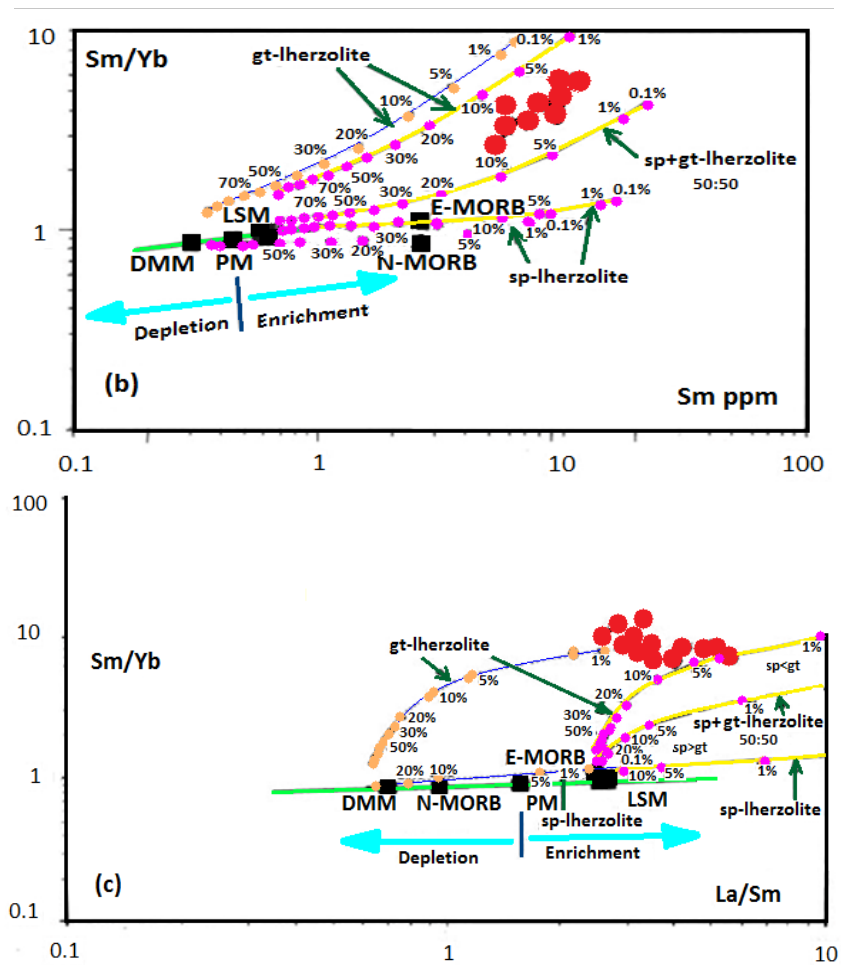 10
Sm/Yb
gt-lherzolite
1% 0.1% 1%
5% 5%
10% 10%
0.1%
1%
20% 20%
5%
sp+gt-lherzolite
50:50
30% 30%
10%
50% 50%
70% 70%
20%
30%
50%
70%
LSM
E-MORB
5% 1% 0.1%
1
30% 10% 1% 0.1%
5%
20%
30%
50%
DMM PM N-MORB
sp-lherzolite
Depletion Enrichment
(b)
Sm ppm
0.1
0.1 1 10 100
100
10
Sm/Yb
gt-lherzolite
1%
1%
5%
10%
10% 5%
sp<gt
20%
20%
30%
50%
30%
50%
1%
sp+gt-lherzolite
50:50
5%
10%
sp>gt
E-MORB
20%
0.1%
1
20% 10% 5% 1% 10% 5% 1%
DMM N-MORB PM LSM
sp-lherzolite
sp-lherzolite
Depletion Enrichment
(c)
La/Sm
0.1
0.1 1 10